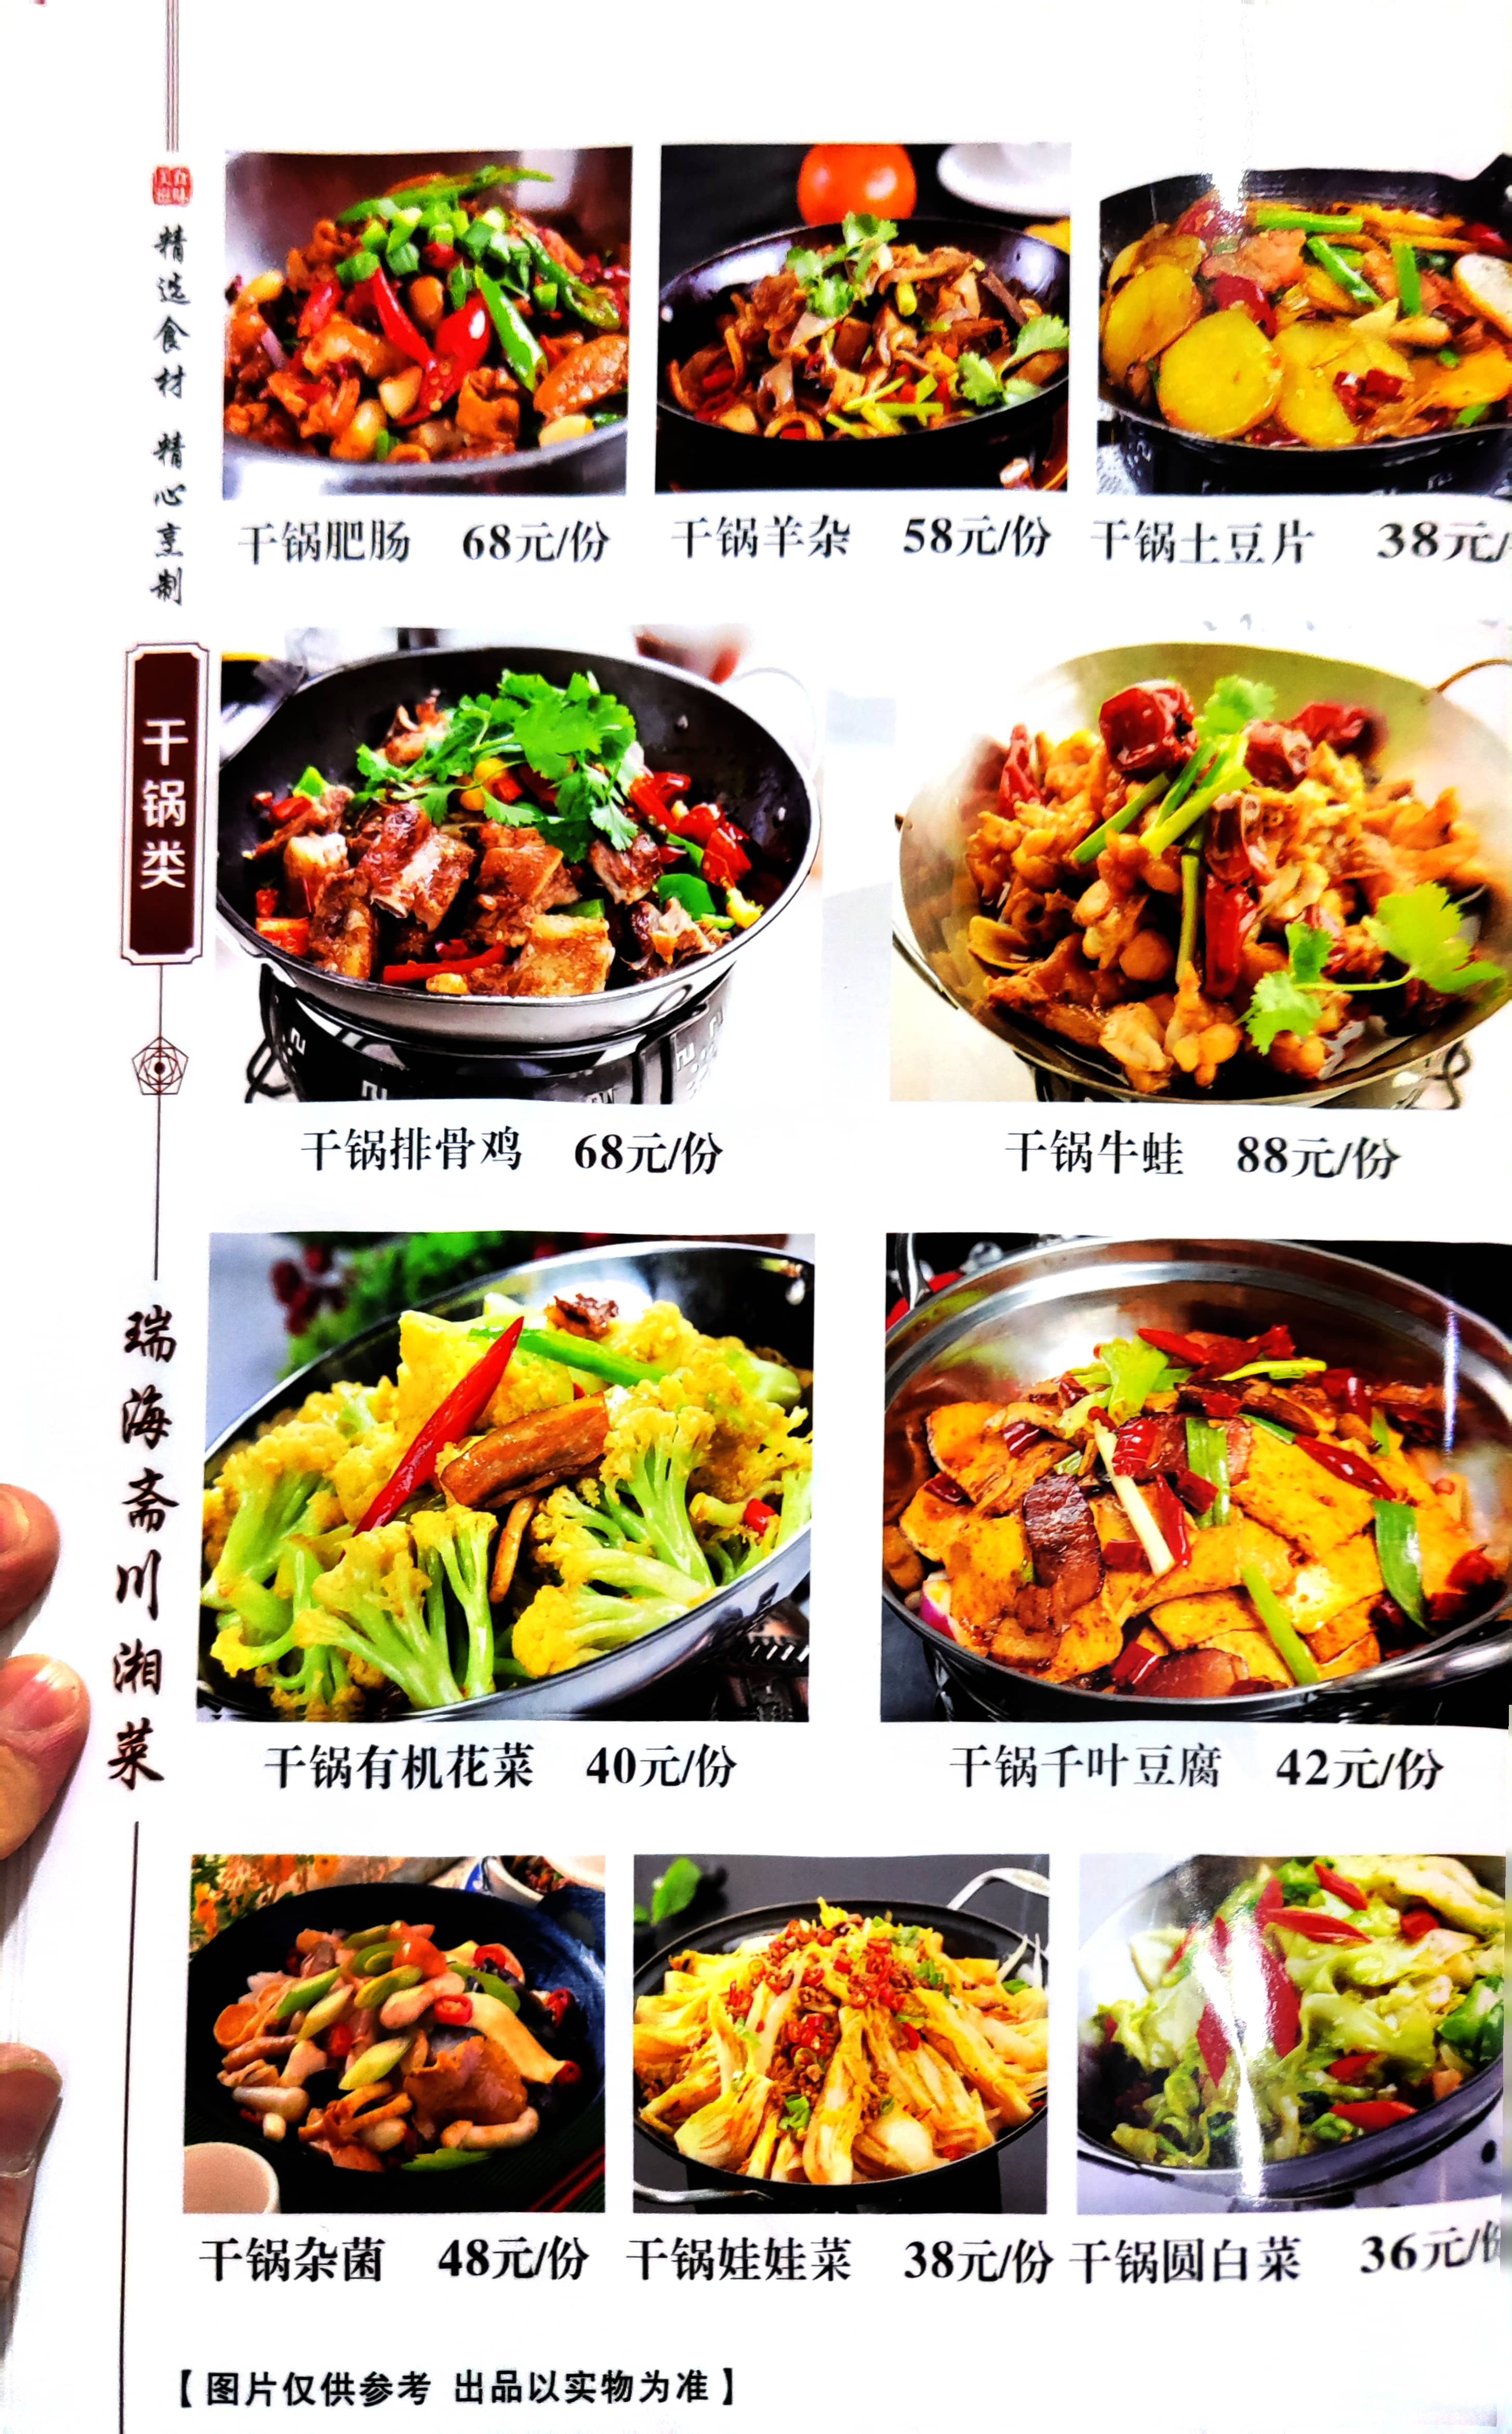 美食
滋味
精选食材 精心烹制
干锅类
瑞海斋川湘菜
干锅肥肠 68元/份
干锅羊杂 58元/份
干锅土豆片 38元/
干锅排骨鸡 68元/份
干锅牛蛙 88元/份
干锅有机花菜 40元/份
干锅千叶豆腐 42元/份
干锅杂菌 48元/份
干锅娃娃菜 38元/份
干锅圆白菜 36元/份
【图片仅供参考 出品以实物为准】